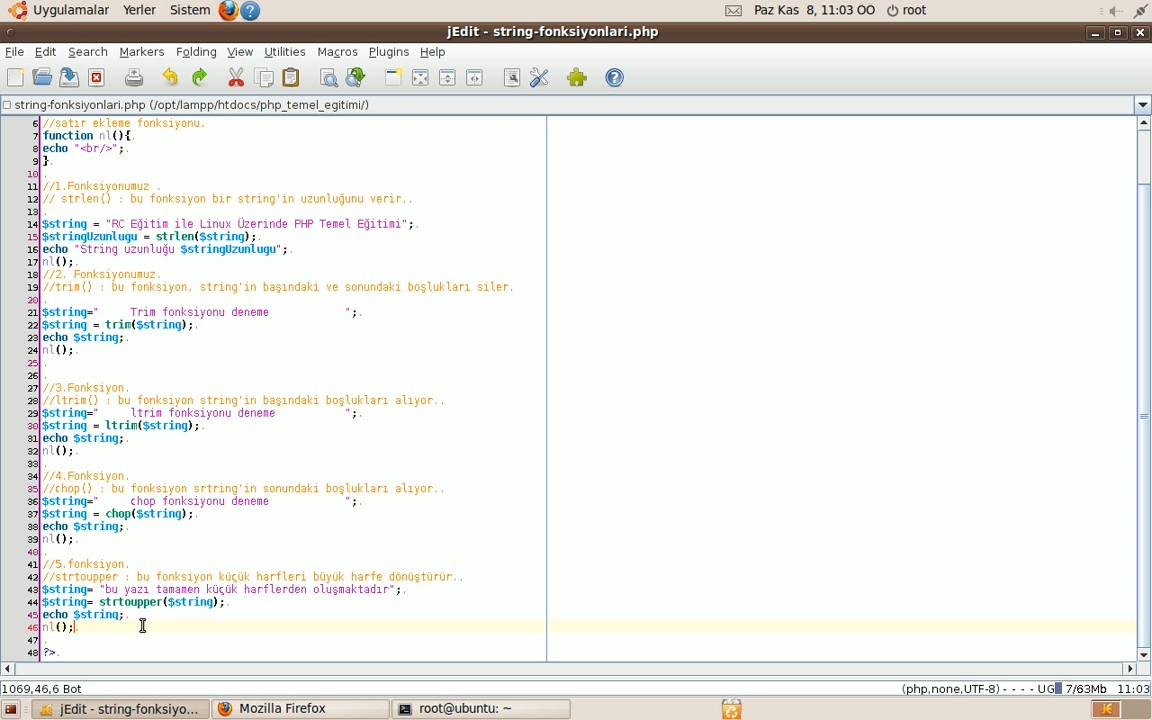 Uygulamalar Yerler Sistem Paz Kas 8, 11:03 OO root
jEdit - string-fonksiyonlari.php
File Edit Search Markers Folding View Utilities Macros Plugins Help
string-fonksiyonlari.php (/opt/lampp/htdocs/php_temel_egitimi/)
6 //satır ekleme fonksiyonu.
7 function nl(){.
8 echo "<br/>";.
9 }.
10 .
11 //1.Fonksiyonumuz .
12 // strlen() : bu fonksiyon bir string'in uzunluğunu verir..
13 .
14 $string = "RC Eğitim ile Linux Üzerinde PHP Temel Eğitimi";.
15 $stringUzunlugu = strlen($string);.
16 echo "String uzunluğu $stringUzunlugu";.
17 nl();.
18 //2. Fonksiyonumuz.
19 //trim() : bu fonksiyon, string'in başındaki ve sonundaki boşlukları siler.
20 .
21 $string="     Trim fonksiyonu deneme            ";.
22 $string = trim($string);.
23 echo $string;.
24 nl();.
25 .
26 .
27 //3.Fonksiyon.
28 //ltrim() : bu fonksiyon string'in başındaki boşlukları alıyor..
29 $string="     ltrim fonksiyonu deneme           ";.
30 $string = ltrim($string);.
31 echo $string;.
32 nl();.
33 .
34 //4.Fonksiyon.
35 //chop() : bu fonksiyon srtring'in sonundaki boşlukları alıyor..
36 $string="     chop fonksiyonu deneme            ";.
37 $string = chop($string);.
38 echo $string;.
39 nl();.
40 .
41 //5.fonksiyon.
42 //strtoupper : bu fonksiyon küçük harfleri büyük harfe dönüştürür..
43 $string= "bu yazı tamamen küçük harflerden oluşmaktadır";.
44 $string= strtoupper($string);.
45 echo $string;.
46 nl();.
47 .
48 ?>.
1069,46,6 Bot (php,none,UTF-8) - - - - UG 7/63Mb 11:03
jEdit - string-fonksiyo... Mozilla Firefox root@ubuntu: ~